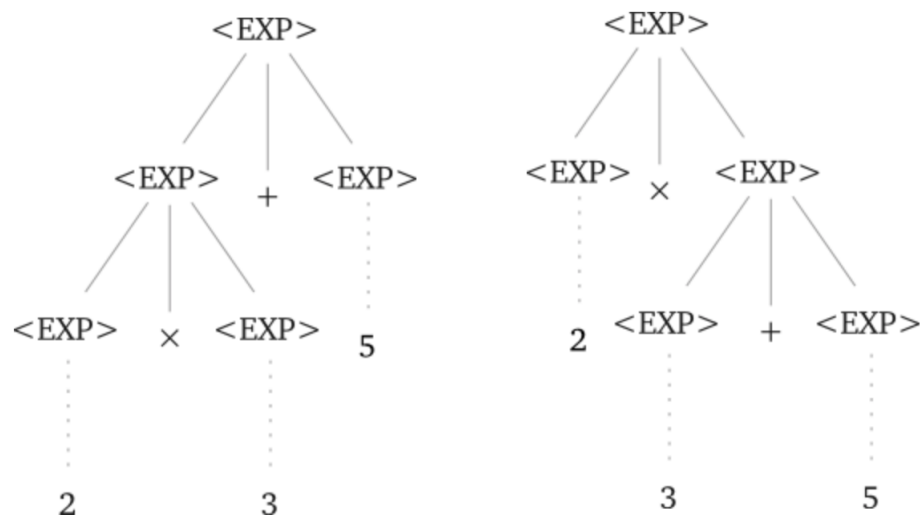 <EXP> <EXP>
<EXP> + <EXP> <EXP> × <EXP>
<EXP> × <EXP> 5 2 <EXP> + <EXP>
2 3 3 5